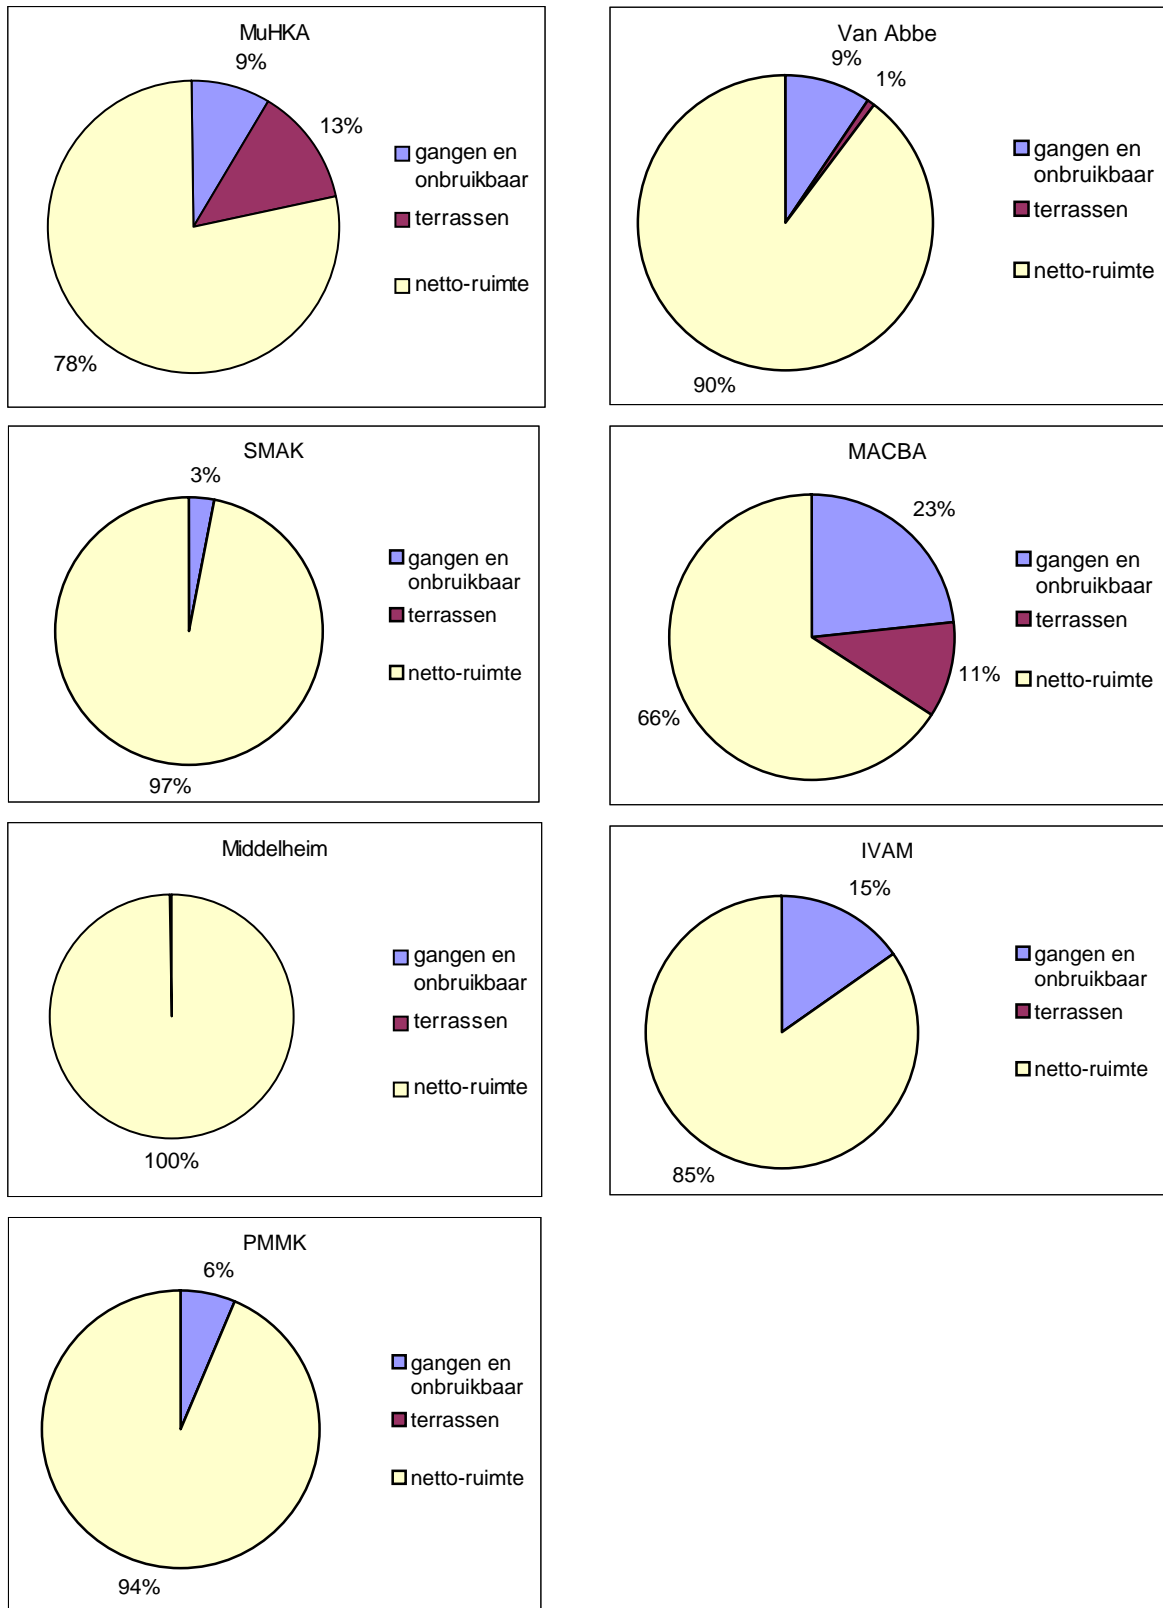 MuHKA
9%
13%
gangen en
onbruikbaar
terrassen
netto-ruimte
78%
Van Abbe
9%
1%
gangen en
onbruikbaar
terrassen
netto-ruimte
90%
SMAK
3%
gangen en
onbruikbaar
terrassen
netto-ruimte
97%
MACBA
23%
gangen en
onbruikbaar
terrassen
11%
netto-ruimte
66%
Middelheim
gangen en
onbruikbaar
terrassen
netto-ruimte
100%
IVAM
15%
gangen en
onbruikbaar
terrassen
netto-ruimte
85%
PMMK
6%
gangen en
onbruikbaar
terrassen
netto-ruimte
94%